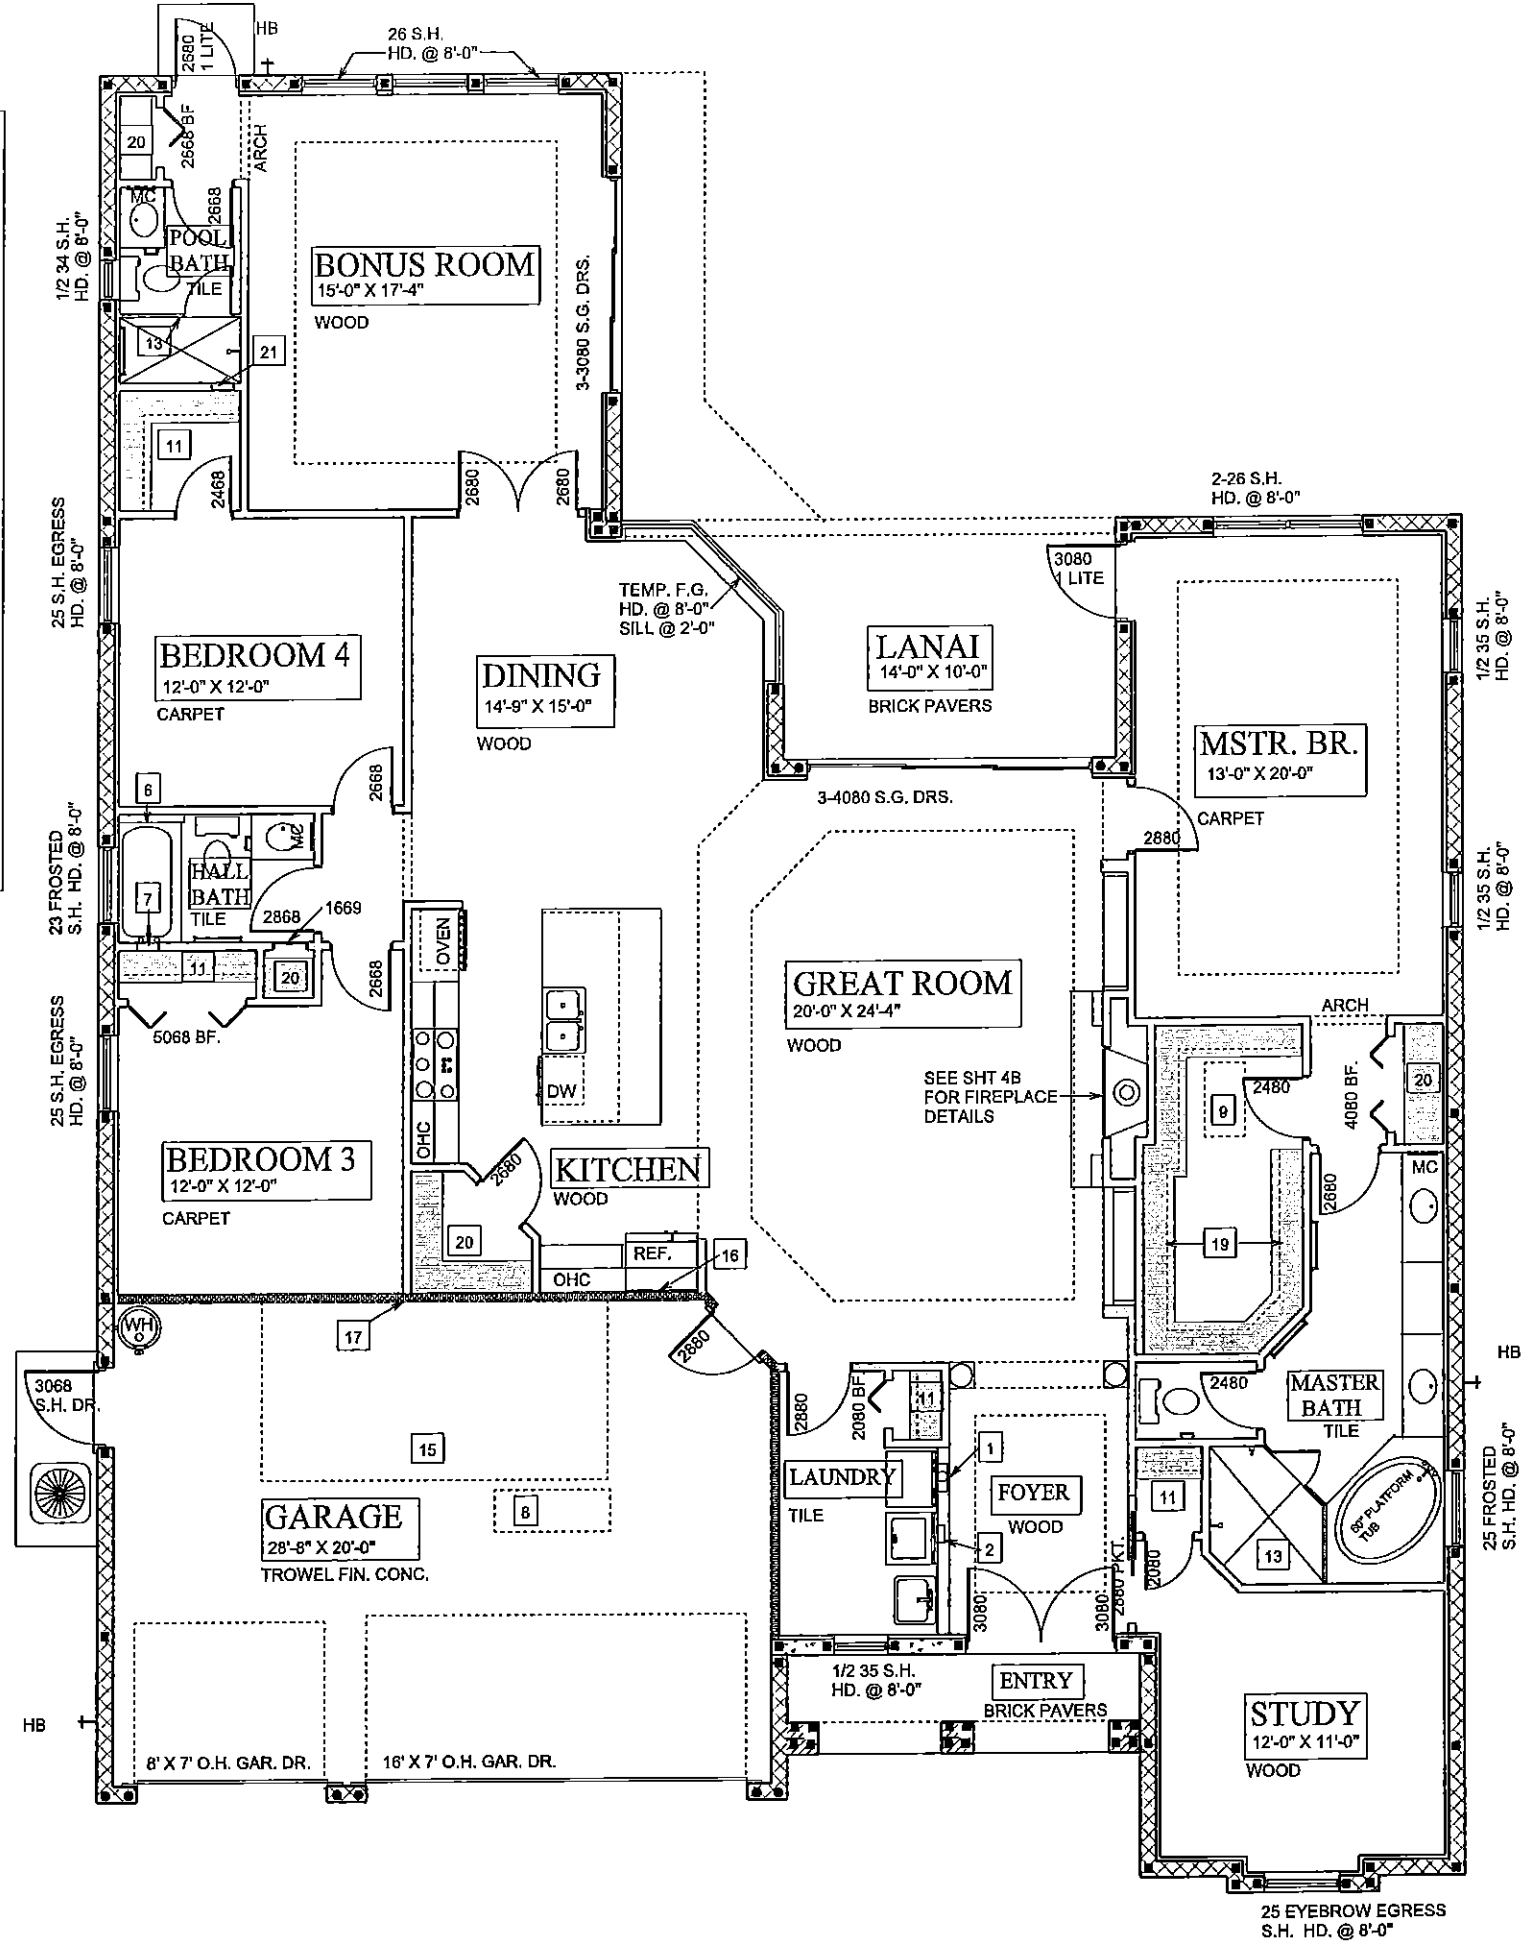 HB
26 S.H.
HD. @ 8'-0"
2680
1 LITE
20
2668 BF
ARCH
MC
2668
1/2 34 S.H.
HD. @ 8'-0"
POOL
BATH
TILE
BONUS ROOM
15'-0" X 17'-4"
WOOD
3-3080 S.G. DRS.
13
21
11
2468
2680
2680
25 S.H. EGRESS
HD. @ 8'-0"
2-26 S.H.
HD. @ 8'-0"
3080
1 LITE
TEMP. F.G.
HD. @ 8'-0"
SILL @ 2'-0"
1/2 35 S.H.
HD. @ 8'-0"
BEDROOM 4
12'-0" X 12'-0"
CARPET
DINING
14'-9" X 15'-0"
WOOD
LANAI
14'-0" X 10'-0"
BRICK PAVERS
MSTR. BR.
13'-0" X 20'-0"
CARPET
6
2668
3-4080 S.G. DRS.
2880
MC
23 FROSTED
S.H. HD. @ 8'-0"
HALL
BATH
TILE
7
2868
1669
1/2 35 S.H.
HD. @ 8'-0"
OVEN
11
20
2668
GREAT ROOM
20'-0" X 24'-4"
WOOD
25 S.H. EGRESS
HD. @ 8'-0"
5068 BF.
ARCH
DW
SEE SHT 4B
FOR FIREPLACE
DETAILS
2480
9
4080 BF.
20
OHC
BEDROOM 3
12'-0" X 12'-0"
CARPET
2680
KITCHEN
WOOD
2680
MC
20
REF.
OHC
16
19
WH
17
2880
HB
3068
S.H. DR.
2880
2080 BF
11
2480
MASTER
BATH
TILE
15
1
LAUNDRY
TILE
FOYER
WOOD
11
60" PLATFORM
TUB
25 FROSTED
S.H. HD. @ 8'-0"
GARAGE
28'-8" X 20'-0"
TROWEL FIN. CONC.
8
2
13
2080
3080
3080
2880 PKT.
1/2 35 S.H.
HD. @ 8'-0"
ENTRY
BRICK PAVERS
STUDY
12'-0" X 11'-0"
WOOD
HB
8' X 7' O.H. GAR. DR.
16' X 7' O.H. GAR. DR.
25 EYEBROW EGRESS
S.H. HD. @ 8'-0"